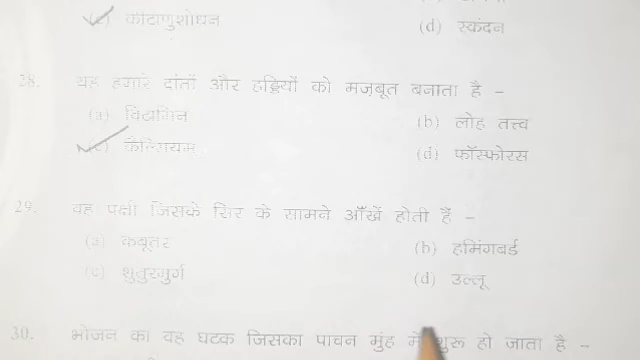 (c) कीटाणुशोधन
(d) स्कंदन
28. यह हमारे दांतों और हड्डियों को मज़बूत बनाता है –
(a) विटामिन (b) लोह तत्त्व
(c) कैल्शियम (d) फॉस्फोरस
29. वह पक्षी जिसके सिर के सामने आँखें होती हैं –
(a) कबूतर (b) हमिंगबर्ड
(c) शुतुरमुर्ग (d) उल्लू
30. भोजन का वह घटक जिसका पाचन मुंह में शुरू हो जाता है –